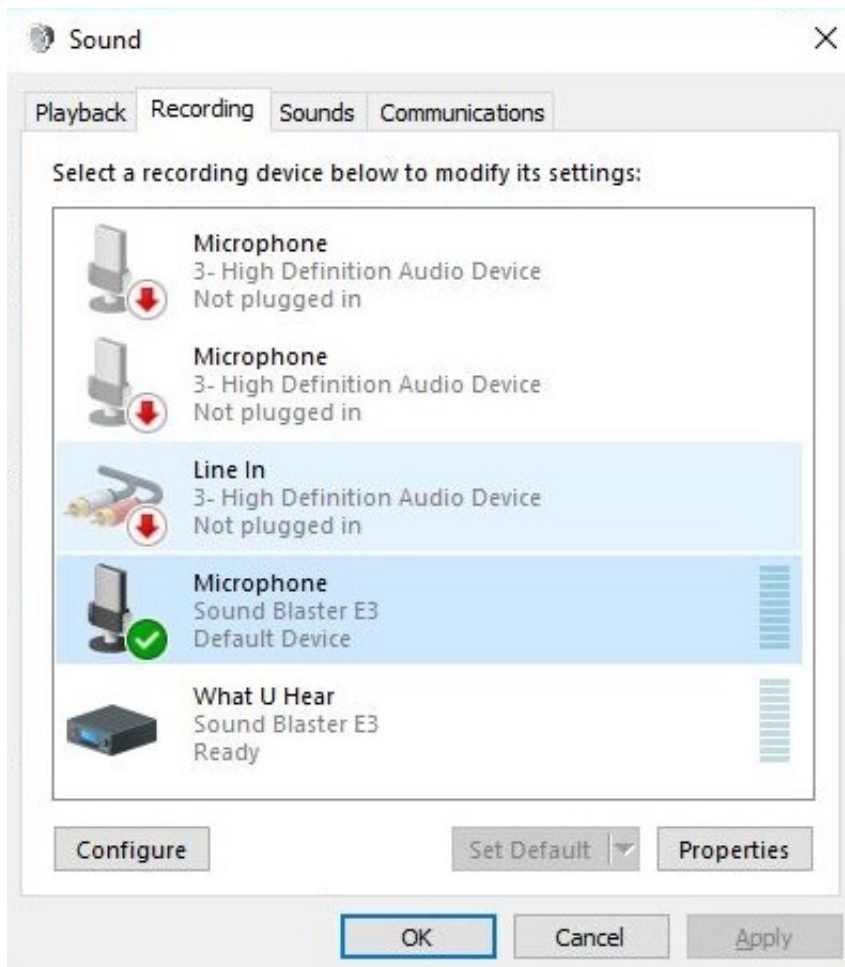 Sound
Playback Recording Sounds Communications
Select a recording device below to modify its settings:
Microphone
3- High Definition Audio Device
Not plugged in
Microphone
3- High Definition Audio Device
Not plugged in
Line In
3- High Definition Audio Device
Not plugged in
Microphone
Sound Blaster E3
Default Device
What U Hear
Sound Blaster E3
Ready
Configure Set Default Properties
OK Cancel Apply